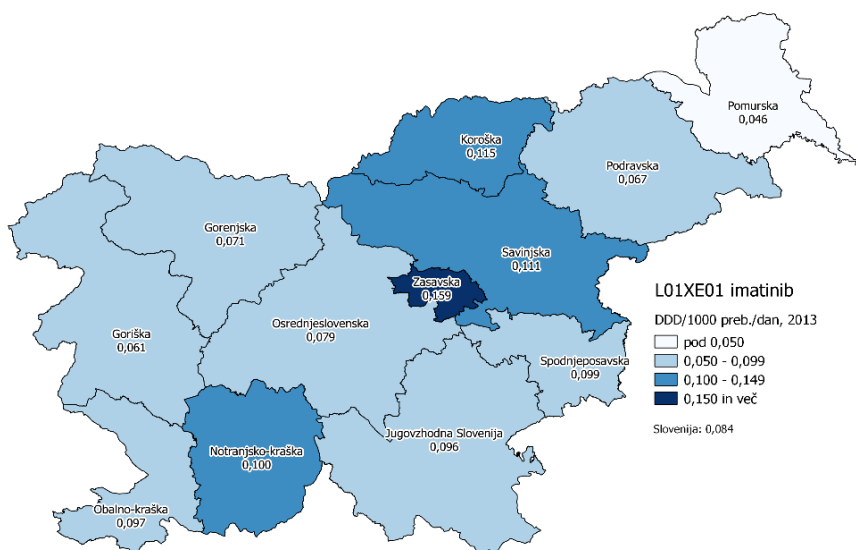 Pomurska
0,046
Koroška
0,115
Podravska
0,067
Gorenjska
0,071
Savinjska
0,111
Zasavska
0,159
L01XE01 imatinib
DDD/1000 preb./dan, 2013
pod 0,050
0,050 - 0,099
0,100 - 0,149
0,150 in več
Slovenija: 0,084
Goriška
0,061
Osrednjeslovenska
0,079
Spodnjeposavska
0,099
Jugovzhodna Slovenija
0,096
Notranjsko-kraška
0,100
Obalno-kraška
0,097